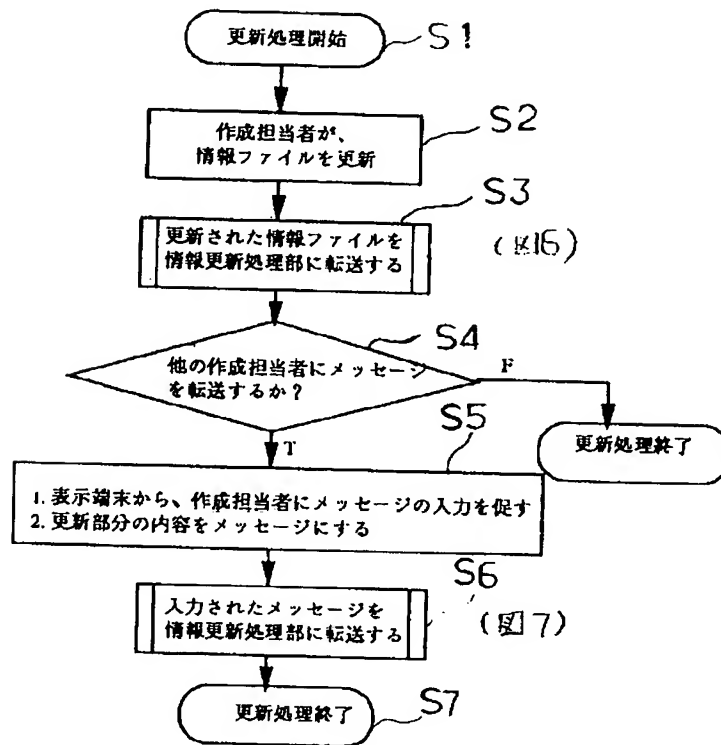 更新処理開始
S1
作成担当者が、
情報ファイルを更新
S2
更新された情報ファイルを
情報更新処理部に転送する
S3
(図16)
他の作成担当者にメッセージ
を転送するか?
S4
F
更新処理終了
T
S5
1. 表示端末から、作成担当者にメッセージの入力を促す
2. 更新部分の内容をメッセージにする
入力されたメッセージを
情報更新処理部に転送する
S6
(図7)
更新処理終了
S7